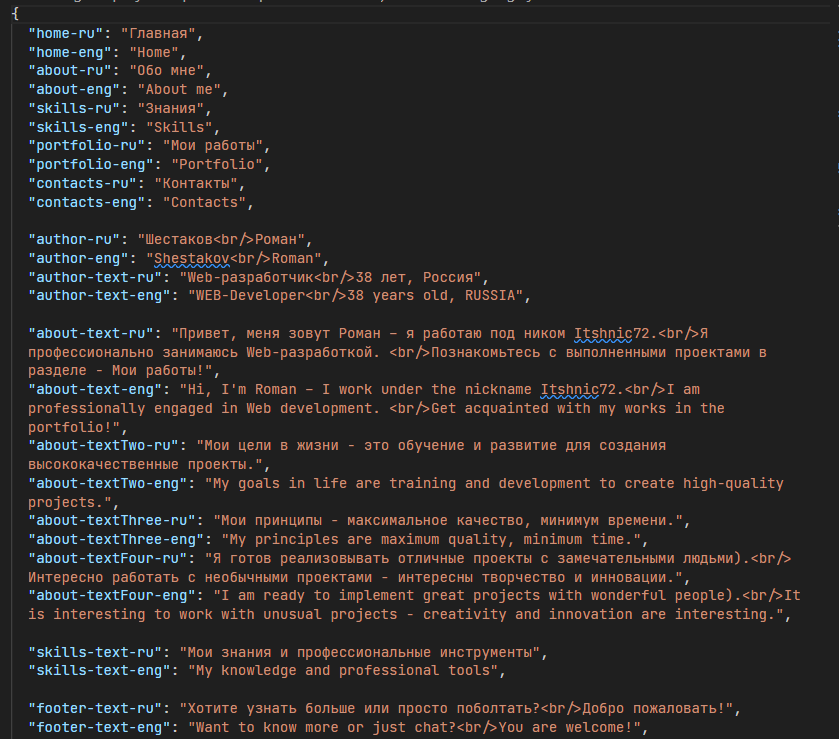 {
"home-ru": "Главная",
"home-eng": "Home",
"about-ru": "Обо мне",
"about-eng": "About me",
"skills-ru": "Знания",
"skills-eng": "Skills",
"portfolio-ru": "Мои работы",
"portfolio-eng": "Portfolio",
"contacts-ru": "Контакты",
"contacts-eng": "Contacts",
"author-ru": "Шестаков<br/>Роман",
"author-eng": "Shestakov<br/>Roman",
"author-text-ru": "Web-разработчик<br/>38 лет, Россия",
"author-text-eng": "WEB-Developer<br/>38 years old, RUSSIA",
"about-text-ru": "Привет, меня зовут Роман – я работаю под ником Itshnic72.<br/>Я
профессионально занимаюсь Web-разработкой. <br/>Познакомьтесь с выполненными проектами в
разделе - Мои работы!",
"about-text-eng": "Hi, I'm Roman – I work under the nickname Itshnic72.<br/>I am
professionally engaged in Web development. <br/>Get acquainted with my works in the
portfolio!",
"about-textTwo-ru": "Мои цели в жизни - это обучение и развитие для создания
высококачественные проекты.",
"about-textTwo-eng": "My goals in life are training and development to create high-quality
projects.",
"about-textThree-ru": "Мои принципы - максимальное качество, минимум времени.",
"about-textThree-eng": "My principles are maximum quality, minimum time.",
"about-textFour-ru": "Я готов реализовывать отличные проекты с замечательными людьми).<br/>
Интересно работать с необычными проектами - интересны творчество и инновации.",
"about-textFour-eng": "I am ready to implement great projects with wonderful people).<br/>It
is interesting to work with unusual projects - creativity and innovation are interesting.",
"skills-text-ru": "Мои знания и профессиональные инструменты",
"skills-text-eng": "My knowledge and professional tools",
"footer-text-ru": "Хотите узнать больше или просто поболтать?<br/>Добро пожаловать!",
"footer-text-eng": "Want to know more or just chat?<br/>You are welcome!",